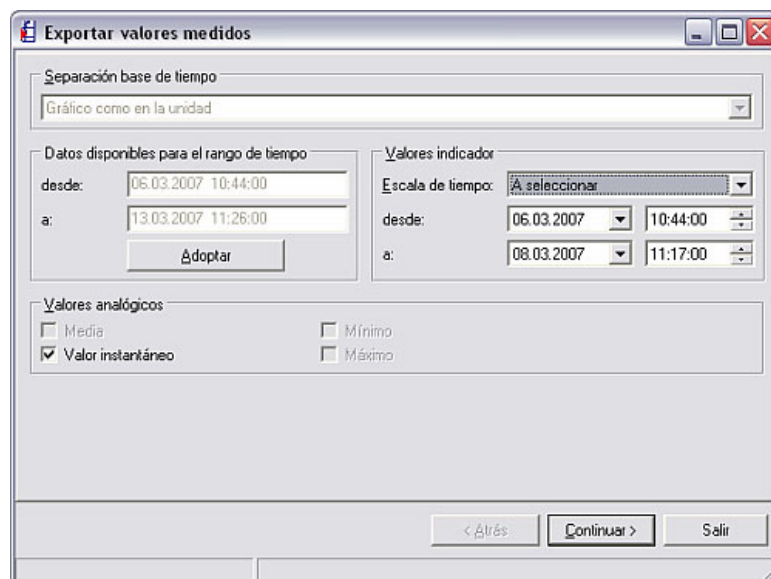 Exportar valores medidos
Separación base de tiempo
Gráfico como en la unidad
Datos disponibles para el rango de tiempo
desde: 06.03.2007 10:44:00
a: 13.03.2007 11:26:00
Adoptar
Valores indicador
Escala de tiempo: A seleccionar
desde: 06.03.2007 10:44:00
a: 08.03.2007 11:17:00
Valores analógicos
Media Mínimo
Valor instantáneo Máximo
< Atrás Continuar > Salir